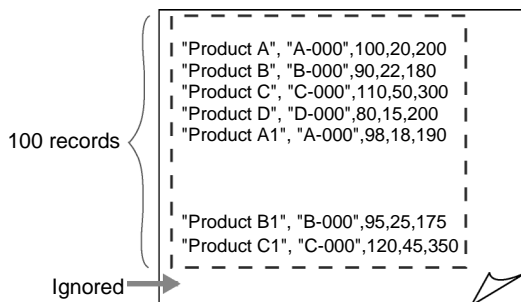 "Product A", "A-000",100,20,200
"Product B", "B-000",90,22,180
"Product C", "C-000",110,50,300
"Product D", "D-000",80,15,200
"Product A1", "A-000",98,18,190
100 records
"Product B1", "B-000",95,25,175
"Product C1", "C-000",120,45,350
Ignored